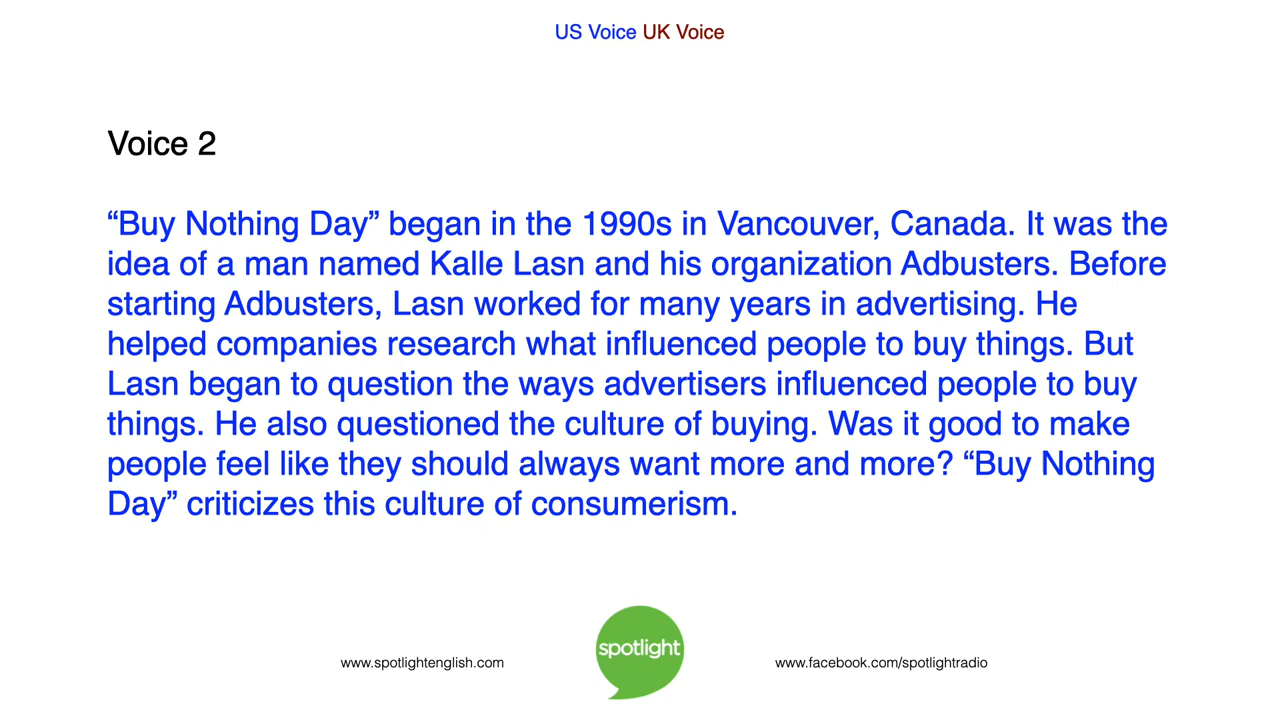 US Voice UK Voice
Voice 2
“Buy Nothing Day” began in the 1990s in Vancouver, Canada. It was the
idea of a man named Kalle Lasn and his organization Adbusters. Before
starting Adbusters, Lasn worked for many years in advertising. He
helped companies research what influenced people to buy things. But
Lasn began to question the ways advertisers influenced people to buy
things. He also questioned the culture of buying. Was it good to make
people feel like they should always want more and more? “Buy Nothing
Day” criticizes this culture of consumerism.
spotlight
www.spotlightenglish.com
www.facebook.com/spotlightradio